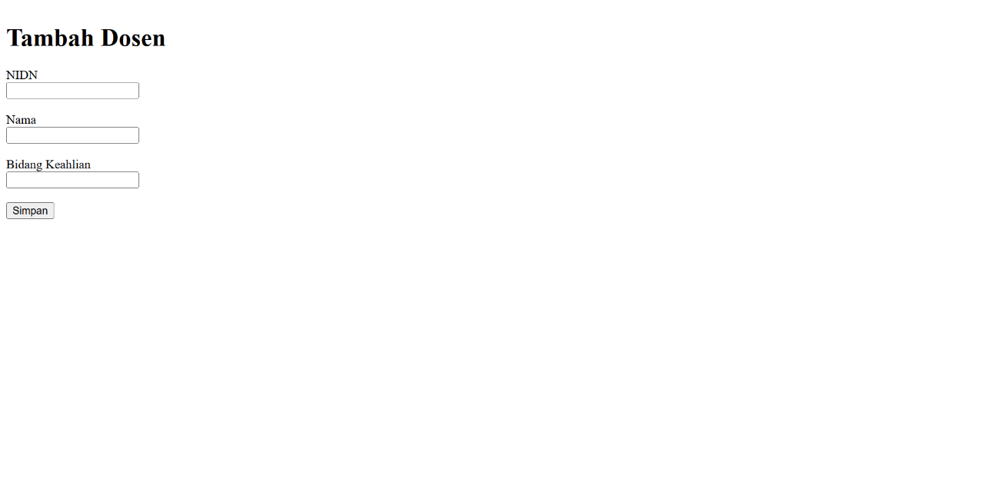 Tambah Dosen
NIDN
Nama
Bidang Keahlian
Simpan